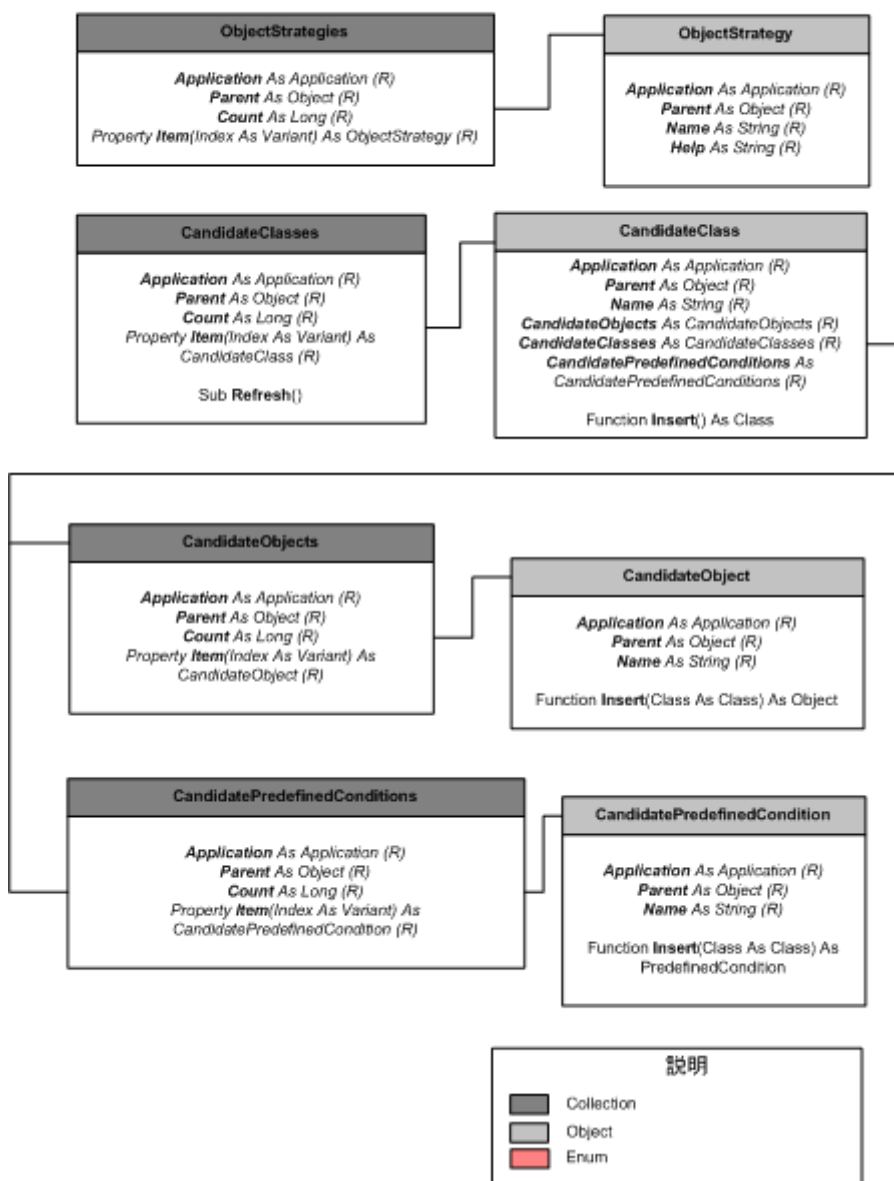 ObjectStrategies
Application As Application (R)
Parent As Object (R)
Count As Long (R)
Property Item(Index As Variant) As ObjectStrategy (R)
ObjectStrategy
Application As Application (R)
Parent As Object (R)
Name As String (R)
Help As String (R)
CandidateClasses
Application As Application (R)
Parent As Object (R)
Count As Long (R)
Property Item(Index As Variant) As
CandidateClass (R)
Sub Refresh()
CandidateClass
Application As Application (R)
Parent As Object (R)
Name As String (R)
CandidateObjects As CandidateObjects (R)
CandidateClasses As CandidateClasses (R)
CandidatePredefinedConditions As
CandidatePredefinedConditions (R)
Function Insert() As Class
CandidateObjects
Application As Application (R)
Parent As Object (R)
Count As Long (R)
Property Item(Index As Variant) As
CandidateObject (R)
CandidateObject
Application As Application (R)
Parent As Object (R)
Name As String (R)
Function Insert(Class As Class) As Object
CandidatePredefinedConditions
Application As Application (R)
Parent As Object (R)
Count As Long (R)
Property Item(Index As Variant) As
CandidatePredefinedCondition (R)
CandidatePredefinedCondition
Application As Application (R)
Parent As Object (R)
Name As String (R)
Function Insert(Class As Class) As
PredefinedCondition
説明
Collection
Object
Enum